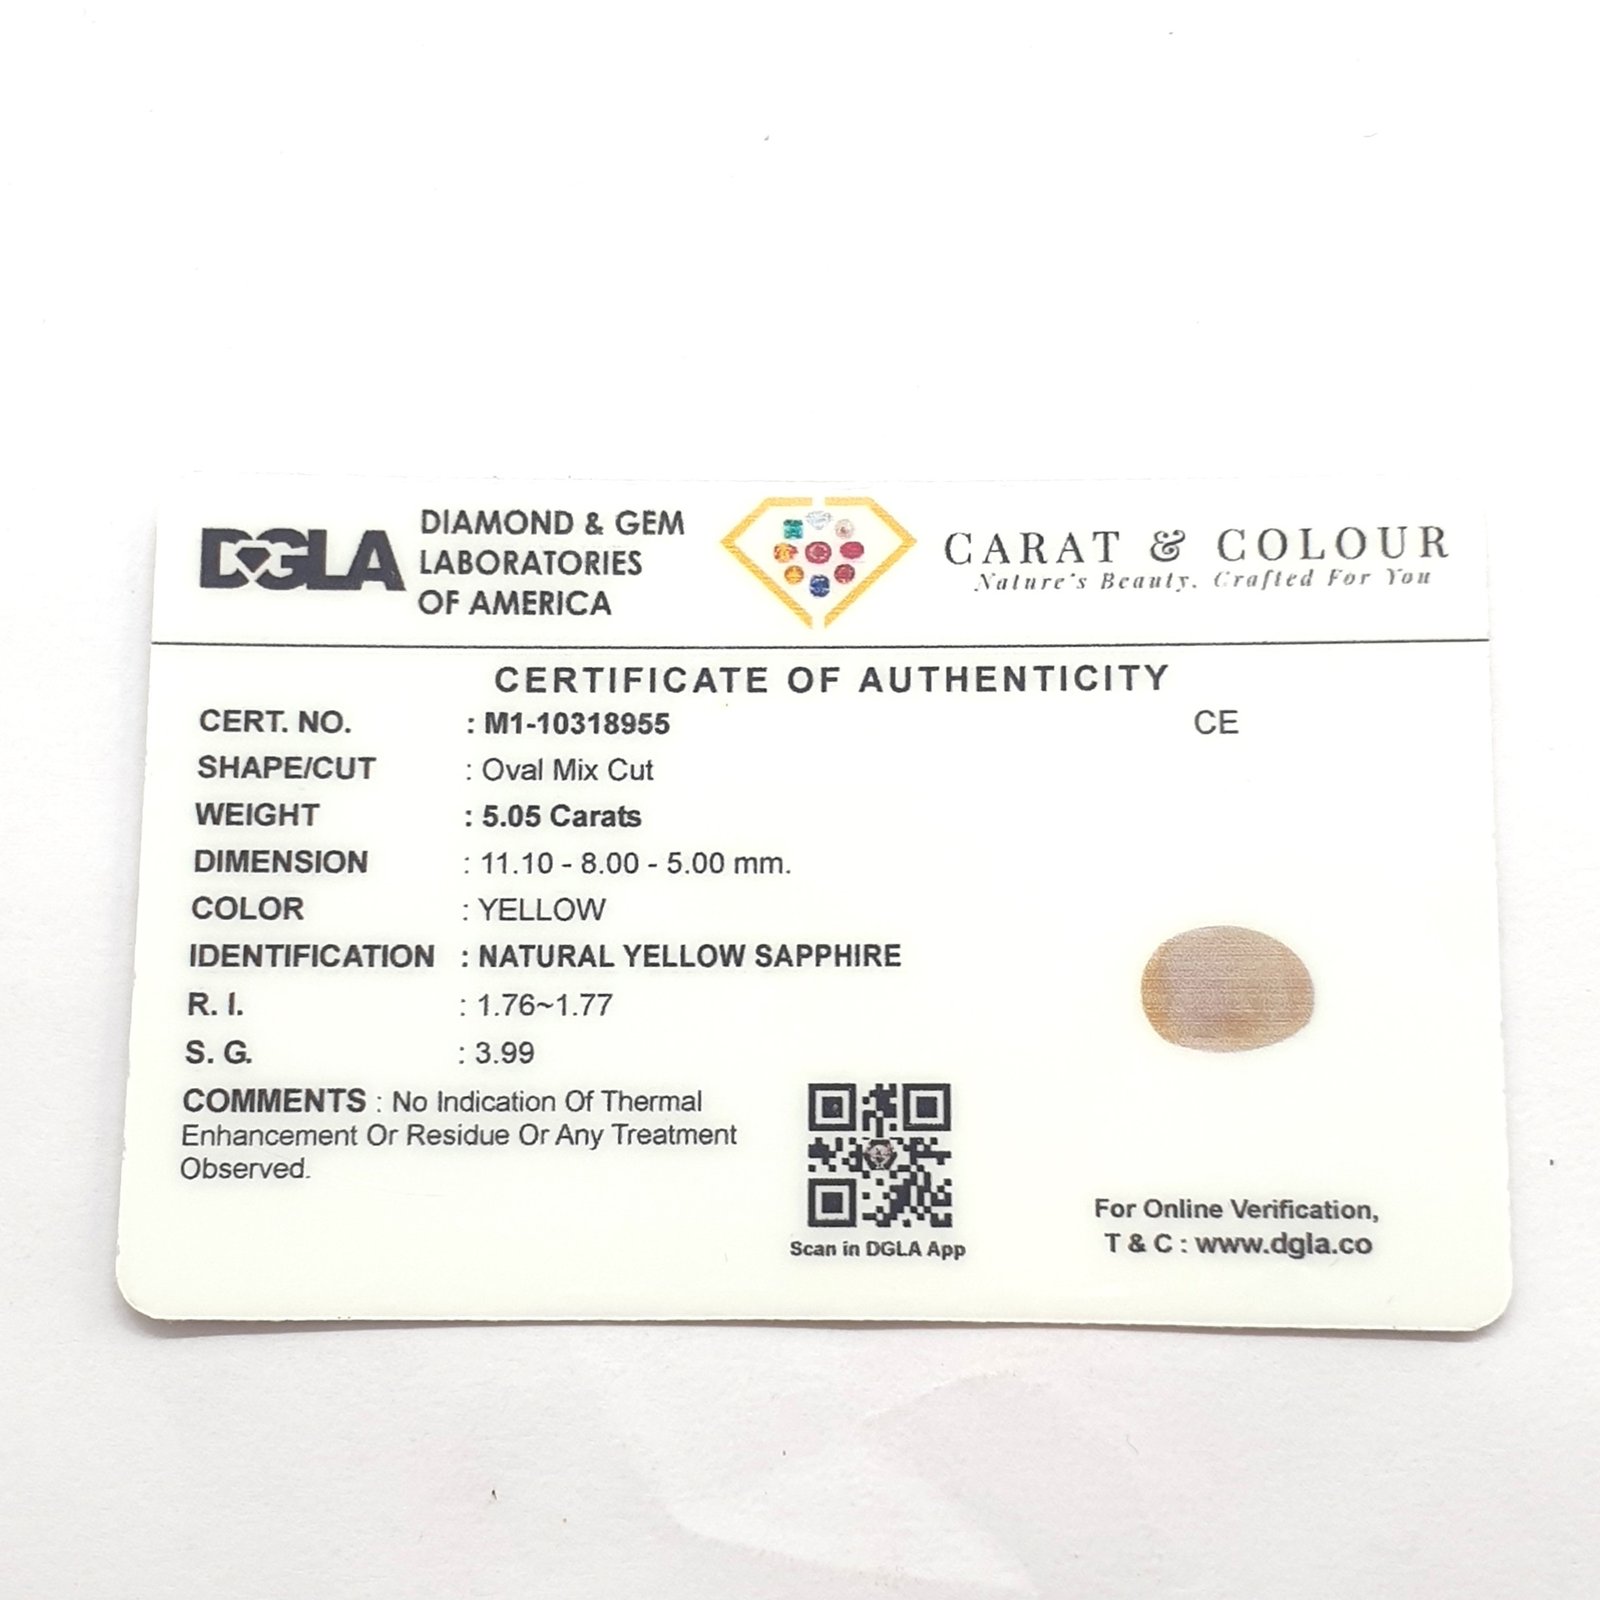 DGLA
DIAMOND & GEM
LABORATORIES
OF AMERICA
CARAT & COLOUR
Nature's Beauty, Crafted For You
CERTIFICATE OF AUTHENTICITY
CERT. NO. : M1-10318955 CE
SHAPE/CUT : Oval Mix Cut
WEIGHT : 5.05 Carats
DIMENSION : 11.10 - 8.00 - 5.00 mm.
COLOR : YELLOW
IDENTIFICATION : NATURAL YELLOW SAPPHIRE
R. I. : 1.76~1.77
S. G. : 3.99
COMMENTS : No Indication Of Thermal
Enhancement Or Residue Or Any Treatment
Observed.
Scan in DGLA App
For Online Verification,
T & C : www.dgla.co